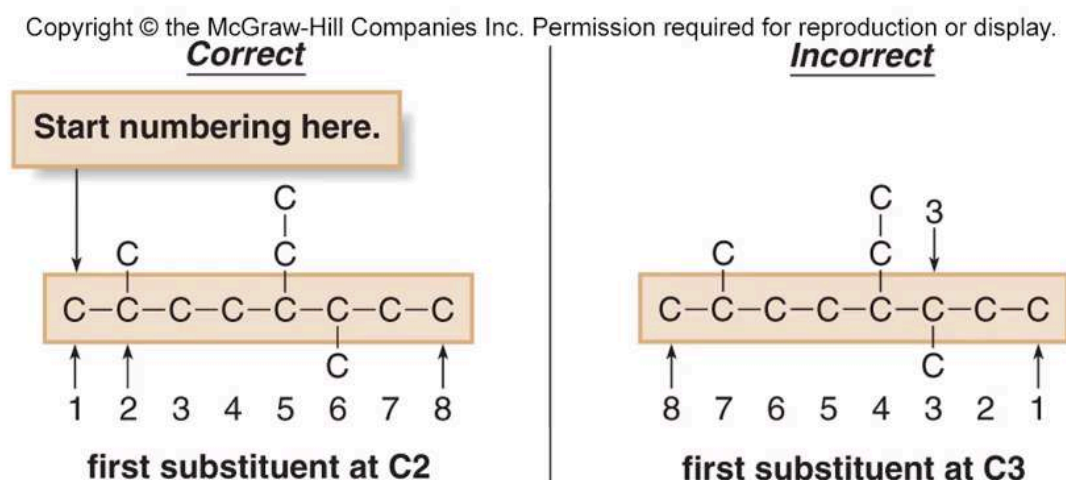 Copyright © the McGraw-Hill Companies Inc. Permission required for reproduction or display.
Correct
Start numbering here.
C
C
C
C–C–C–C–C–C–C–C
C
1 2 3 4 5 6 7 8
first substituent at C2
Incorrect
C
3
C
C
C–C–C–C–C–C–C–C
C
8 7 6 5 4 3 2 1
first substituent at C3